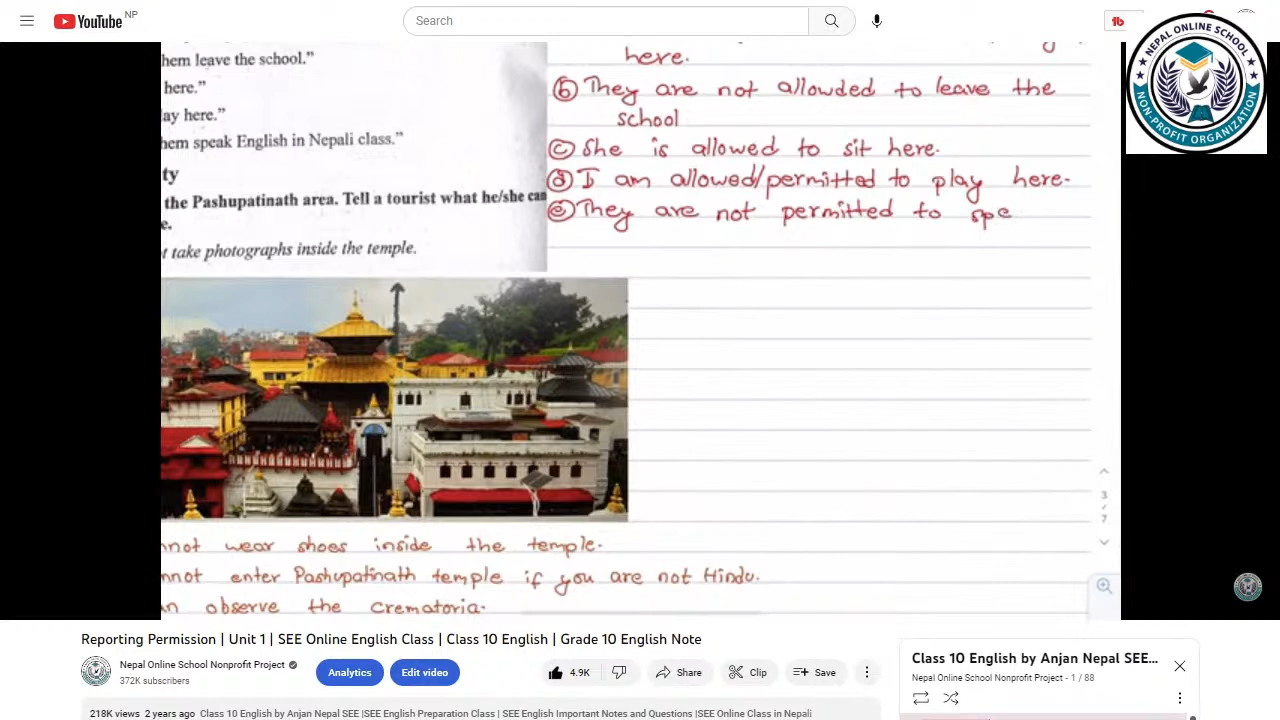 YouTube NP
Search
NEPAL ONLINE SCHOOL
NON-PROFIT ORGANIZATION
hem leave the school."
here."
ay here."
hem speak English in Nepali class."
ty
the Pashupatinath area. Tell a tourist what he/she can
e.
t take photographs inside the temple.
here.
b They are not allowded to leave the
school
c She is allowed to sit here.
d I am allowed/permitted to play here.
e They are not permitted to spe
3
7
nnot wear shoes inside the temple.
nnot enter Pashupatinath temple if you are not Hindu.
n observe the crematoria.
Reporting Permission | Unit 1 | SEE Online English Class | Class 10 English | Grade 10 English Note
Nepal Online School Nonprofit Project
372K subscribers
Analytics
Edit video
4.9K
Share
Clip
Save
218K views 2 years ago Class 10 English by Anjan Nepal SEE |SEE English Preparation Class | SEE English Important Notes and Questions |SEE Online Class in Nepali
Class 10 English by Anjan Nepal SEE...
Nepal Online School Nonprofit Project - 1 / 88